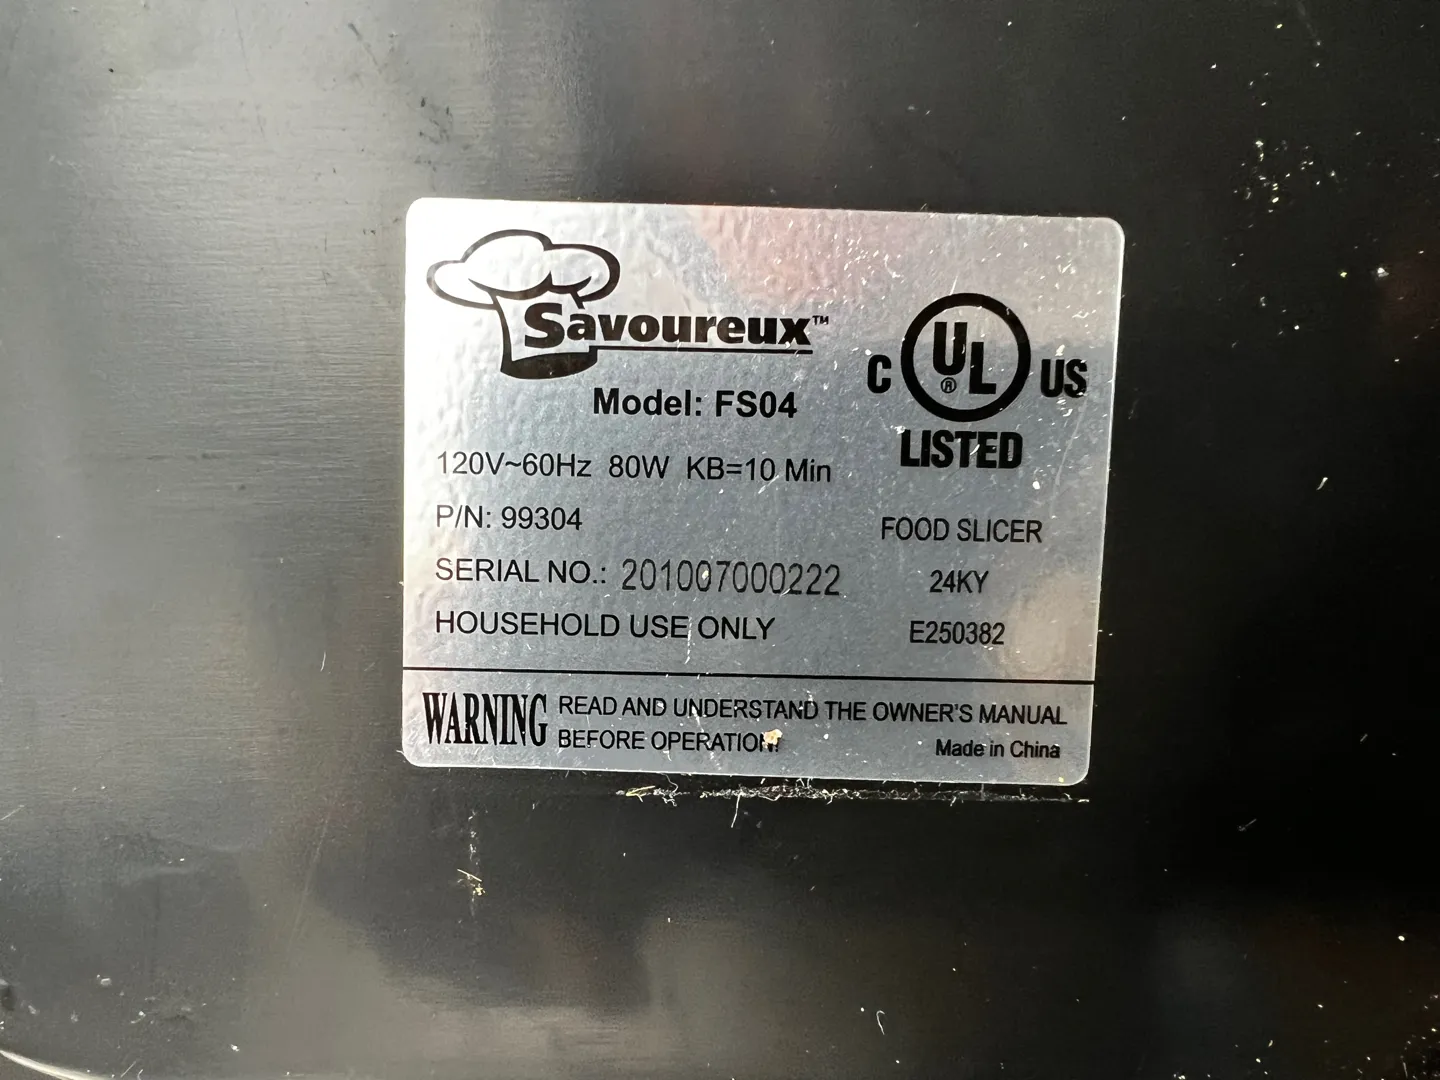 Savoureux™
Model: FS04
120V~60Hz 80W KB=10 Min
P/N: 99304
SERIAL NO.: 201007000222
HOUSEHOLD USE ONLY
C UL® US
LISTED
FOOD SLICER
24KY
E250382
WARNING READ AND UNDERSTAND THE OWNER'S MANUAL
BEFORE OPERATION!
Made in China